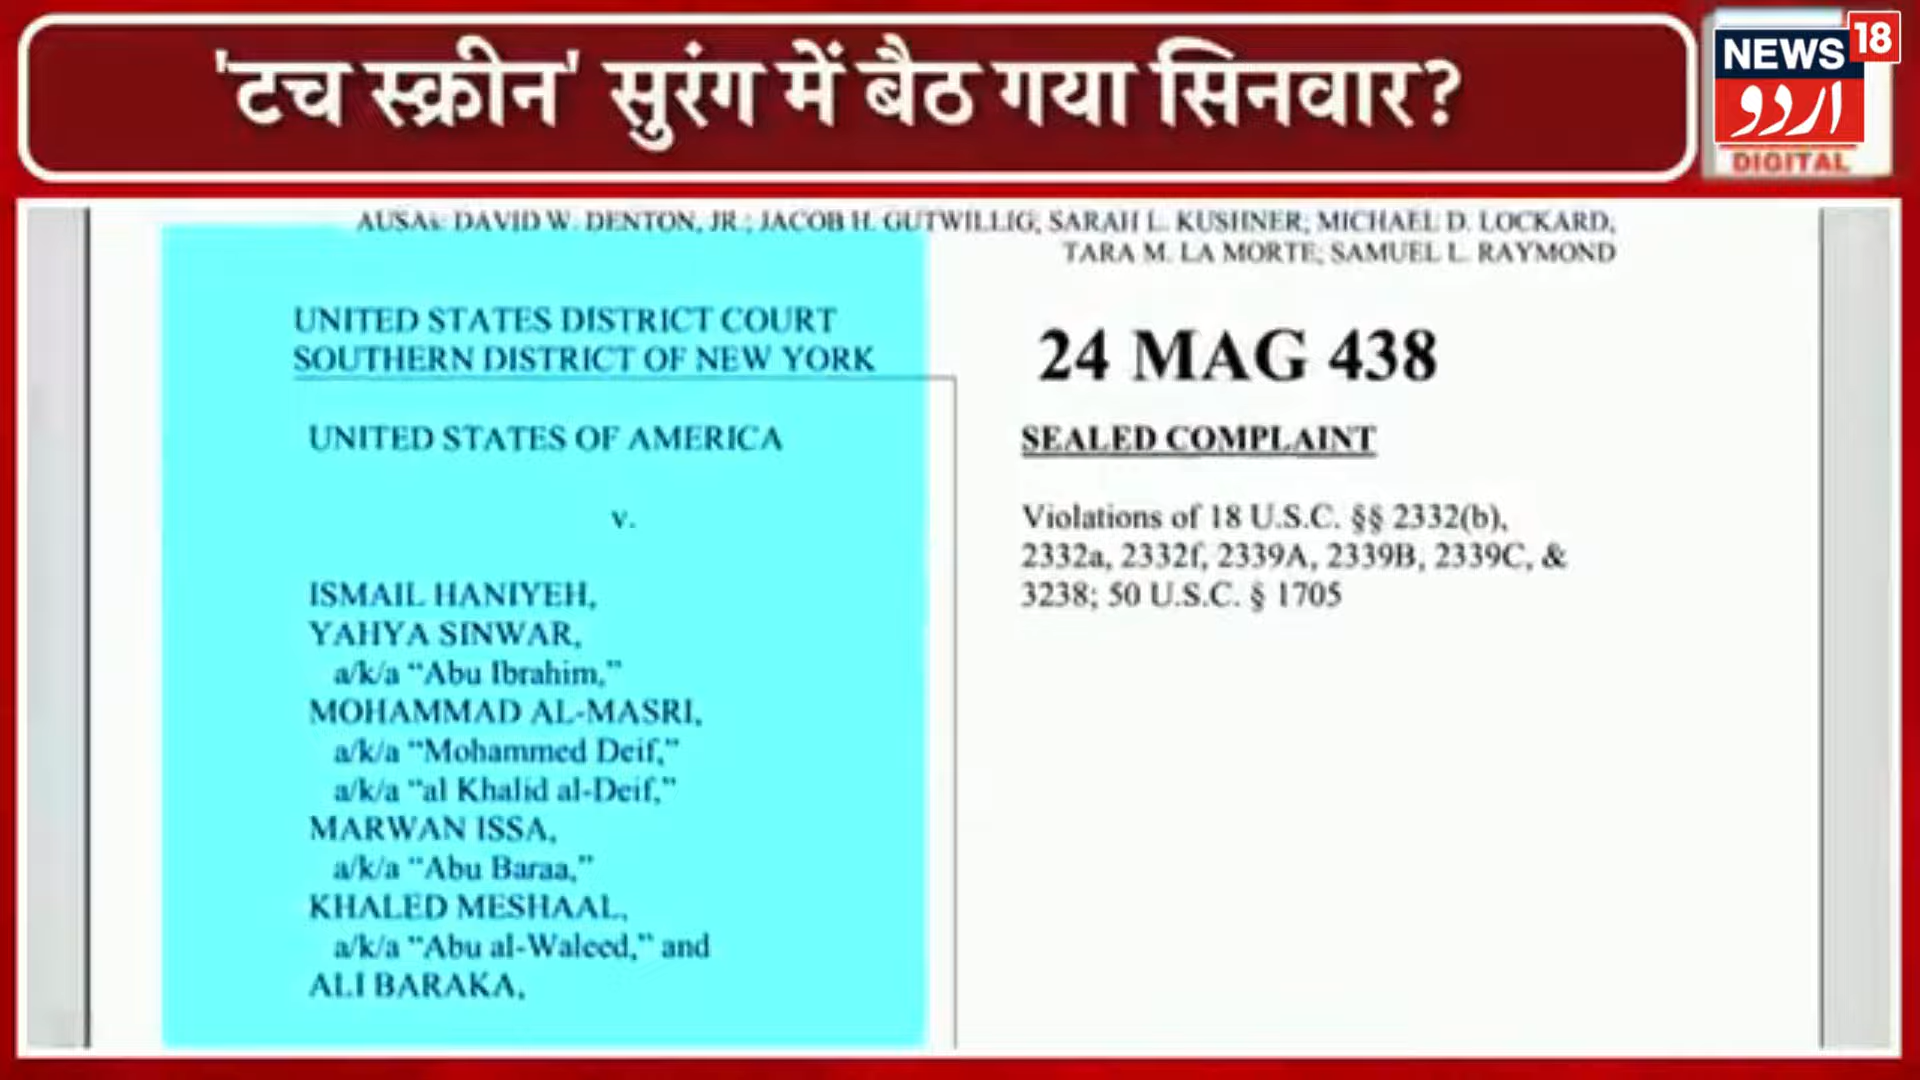 'टच स्क्रीन' सुरंग में बैठ गया सिनवार?
NEWS 18
اردو
DIGITAL
AUSAs: DAVID W. DENTON, JR.; JACOB H. GUTWILLIG; SARAH L. KUSHNER; MICHAEL D. LOCKARD,
TARA M. LA MORTE; SAMUEL L. RAYMOND
UNITED STATES DISTRICT COURT
SOUTHERN DISTRICT OF NEW YORK
UNITED STATES OF AMERICA
v.
ISMAIL HANIYEH,
YAHYA SINWAR,
a/k/a “Abu Ibrahim,”
MOHAMMAD AL-MASRI,
a/k/a “Mohammed Deif,”
a/k/a “al Khalid al-Deif,”
MARWAN ISSA,
a/k/a “Abu Baraa,”
KHALED MESHAAL,
a/k/a “Abu al-Waleed,” and
ALI BARAKA,
24 MAG 438
SEALED COMPLAINT
Violations of 18 U.S.C. §§ 2332(b),
2332a, 2332f, 2339A, 2339B, 2339C, &
3238; 50 U.S.C. § 1705